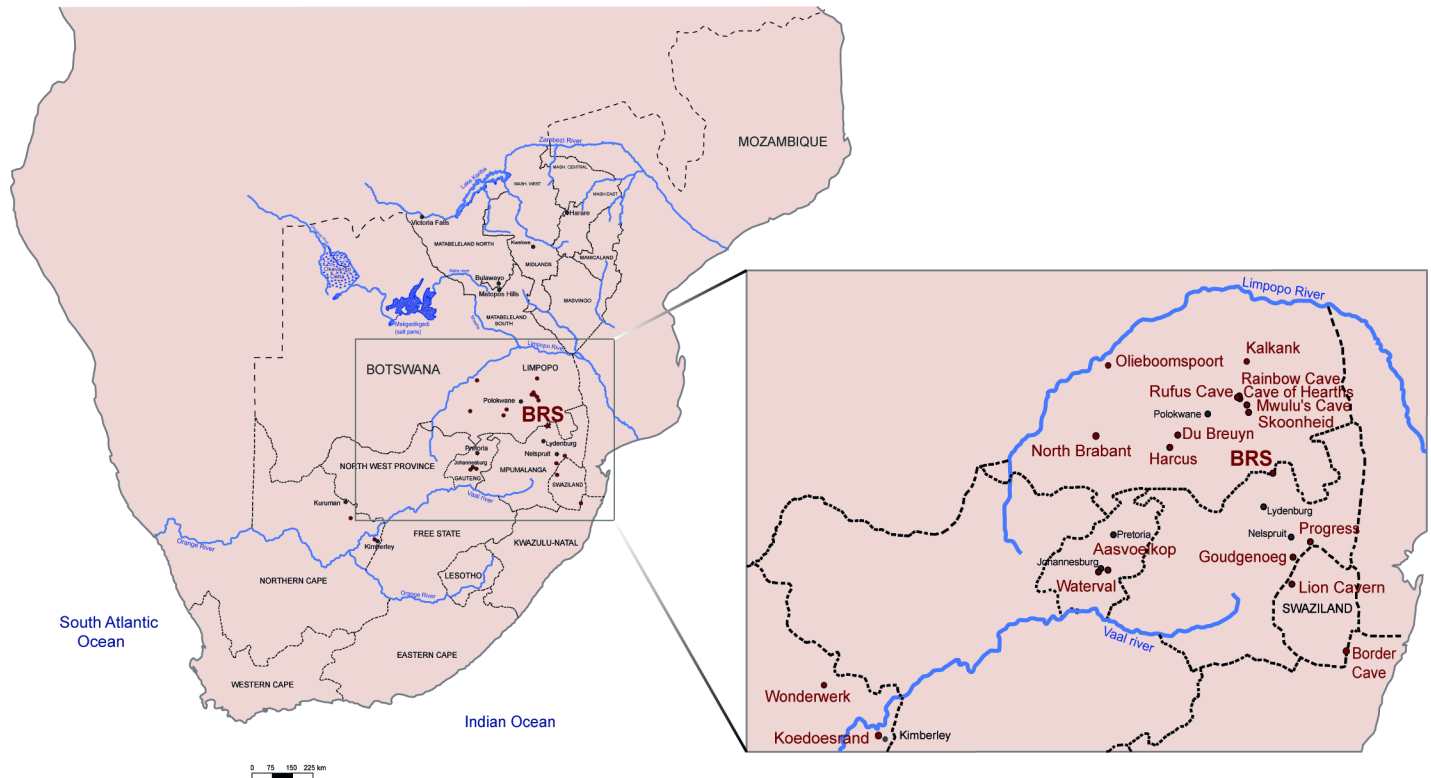 MOZAMBIQUE
Zambezi River
MASH. CENTRAL
Lake Kariba
MASH. WEST
MASH.EAST
Harare
Victoria Falls
MATABELELAND NORTH
Kwekwe
MIDLANDS
MANICALAND
Okavango
Delta
Nata river
Bulawayo
Matopos Hills
MASVINGO
Makgadikgadi
(salt pans)
MATABELELAND
SOUTH
Limpopo River
BOTSWANA
LIMPOPO
Polokwane
BRS
Lydenburg
Pretoria
Nelspruit
NORTH WEST PROVINCE
Johannesburg
MPUMALANGA
GAUTENG
SWAZILAND
Kuruman
Vaal river
FREE STATE
Orange River
Kimberley
KWAZULU-NATAL
NORTHERN CAPE
LESOTHO
Orange River
South Atlantic
Ocean
EASTERN CAPE
WESTERN CAPE
Indian Ocean
0 75 150 225 km
Limpopo River
Kalkank
Olieboomspoort
Rainbow Cave
Rufus Cave
Cave of Hearths
Mwulu's Cave
Polokwane
Skoonheid
Du Breuyn
North Brabant
Harcus
BRS
Lydenburg
Pretoria
Nelspruit
Progress
Aasvoelkop
Goudgenoeg
Johannesburg
Waterval
Lion Cavern
SWAZILAND
Vaal river
Border
Cave
Wonderwerk
Koedoesrand
Kimberley